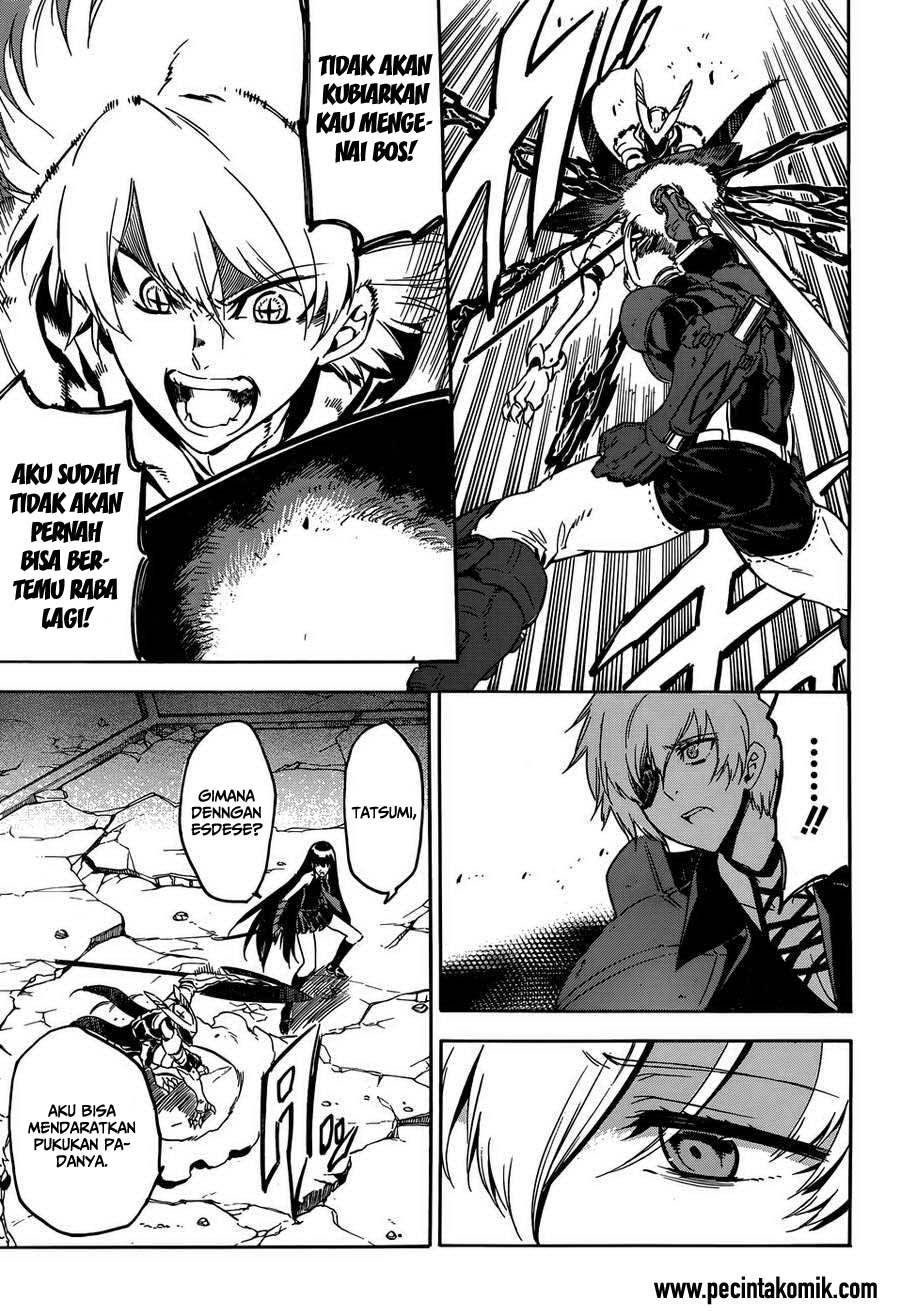 TIDAK AKAN
KUBIARKAN
KAU MENGE-
NAI BOS!
AKU SUDAH
TIDAK AKAN
PERNAH
BISA BER-
TEMU RABA
LAGI!
......!!
TATSUMI,
GIMANA
DENNGAN
ESDESE?
AKU BISA
MENDARATKAN
PUKUKAN PA-
DANYA.
www.pecintakomik.com